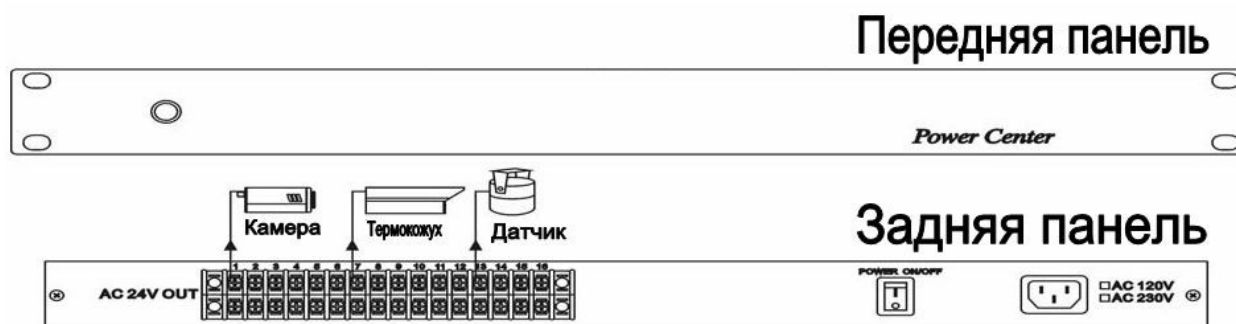 Передняя панель
Power Center
Камера
Термокожух
Датчик
Задняя панель
1 2 3 4 5 6 7 8 9 10 11 12 13 14 15 16
POWER ON/OFF
AC 24V OUT
□AC 120V
□AC 230V